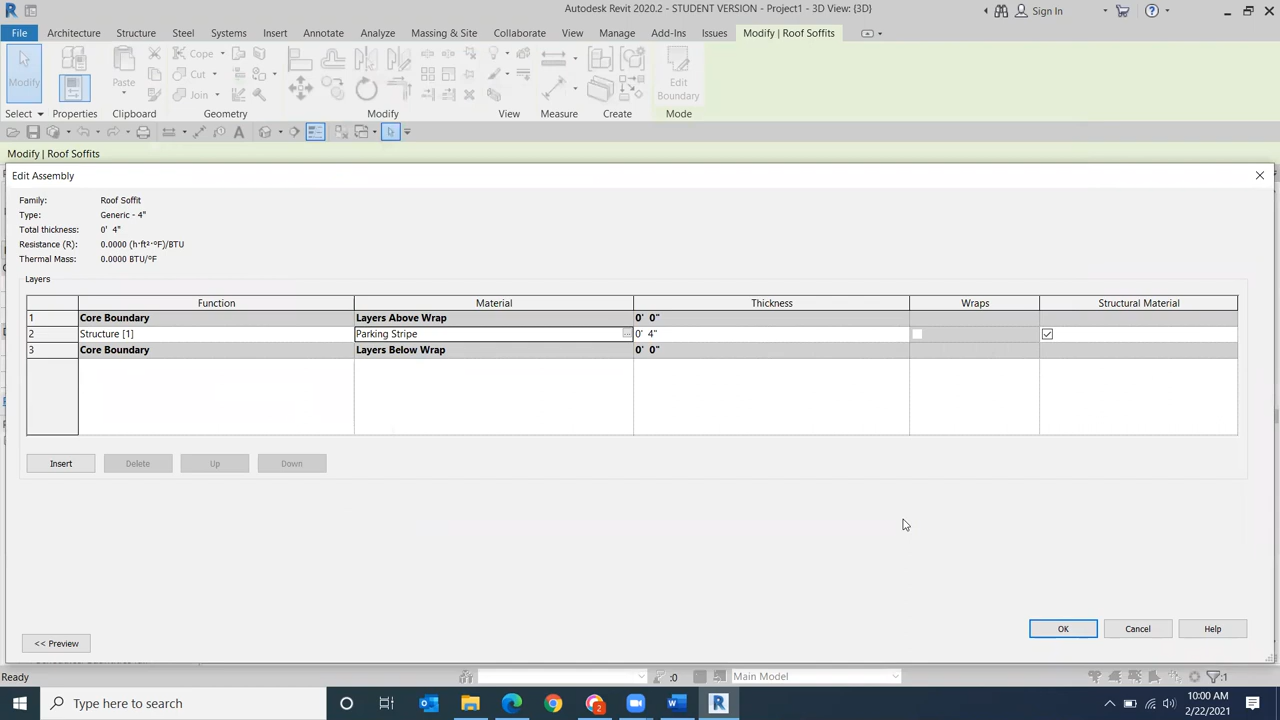 Autodesk Revit 2020.2 - STUDENT VERSION - Project1 - 3D View: {3D}
Sign In
File Architecture Structure Steel Systems Insert Annotate Analyze Massing & Site Collaborate View Manage Add-Ins Issues Modify | Roof Soffits
Modify Paste Cope Cut Join Edit Boundary
Select Properties Clipboard Geometry Modify View Measure Create Mode
Modify | Roof Soffits
Edit Assembly
Family: Roof Soffit
Type: Generic - 4"
Total thickness: 0' 4"
Resistance (R): 0.0000 (h·ft²·°F)/BTU
Thermal Mass: 0.0000 BTU/°F
Layers
Function Material Thickness Wraps Structural Material
1 Core Boundary Layers Above Wrap 0' 0"
2 Structure [1] Parking Stripe 0' 4"
3 Core Boundary Layers Below Wrap 0' 0"
Insert Delete Up Down
OK Cancel Help
<< Preview
Ready :0 Main Model :1
Type here to search
10:00 AM
2/22/2021